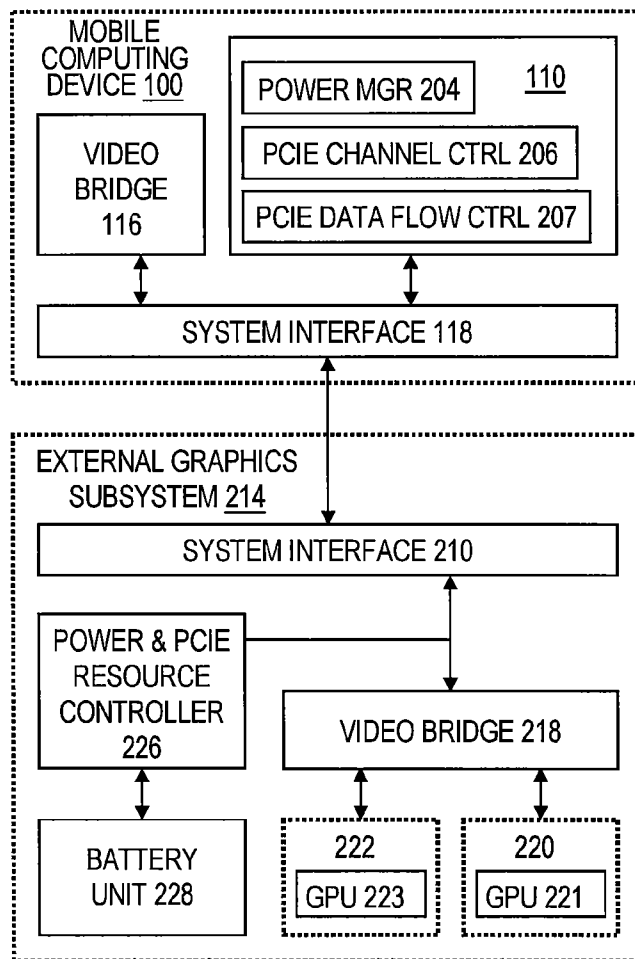 MOBILE
COMPUTING
DEVICE 100
110
POWER MGR 204
PCIE CHANNEL CTRL 206
PCIE DATA FLOW CTRL 207
VIDEO
BRIDGE
116
SYSTEM INTERFACE 118
EXTERNAL GRAPHICS
SUBSYSTEM 214
SYSTEM INTERFACE 210
POWER & PCIE
RESOURCE
CONTROLLER
226
VIDEO BRIDGE 218
BATTERY
UNIT 228
222
GPU 223
220
GPU 221